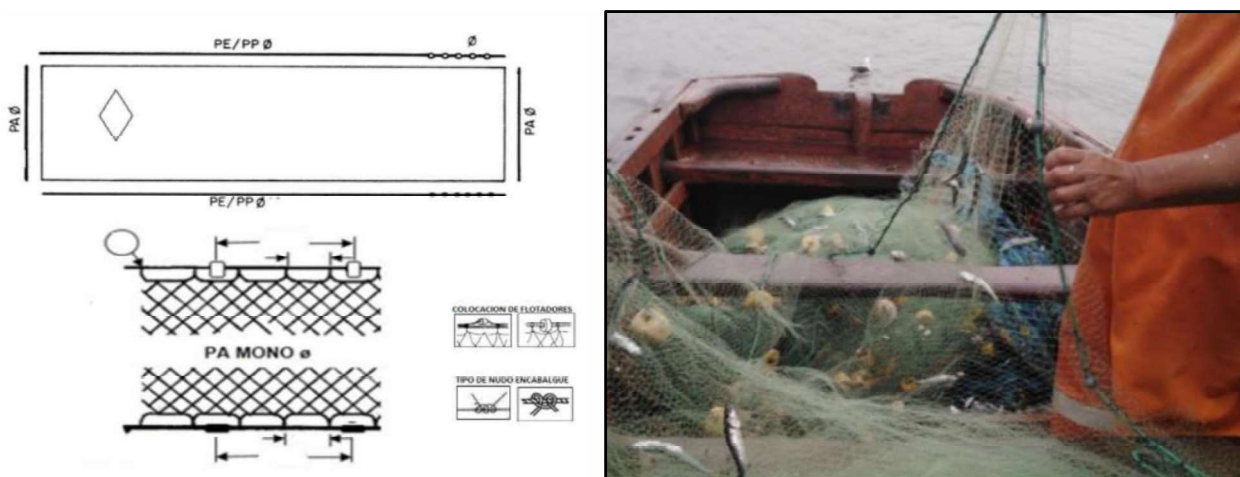 PE/PP Ø
Ø
PA Ø
PA Ø
PE/PP Ø
PA MONO ø
COLOCACION DE FLOTADORES
TIPO DE NUDO ENCABALGUE